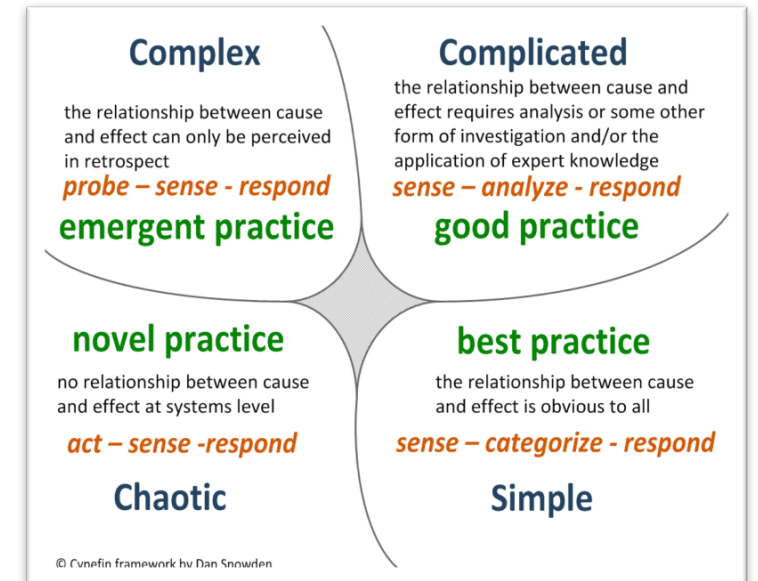 Complex
the relationship between cause
and effect can only be perceived
in retrospect
probe – sense - respond
emergent practice
Complicated
the relationship between cause and
effect requires analysis or some other
form of investigation and/or the
application of expert knowledge
sense – analyze - respond
good practice
novel practice
no relationship between cause
and effect at systems level
act – sense -respond
Chaotic
best practice
the relationship between cause
and effect is obvious to all
sense – categorize - respond
Simple
© Cynefin framework by Dan Snowden